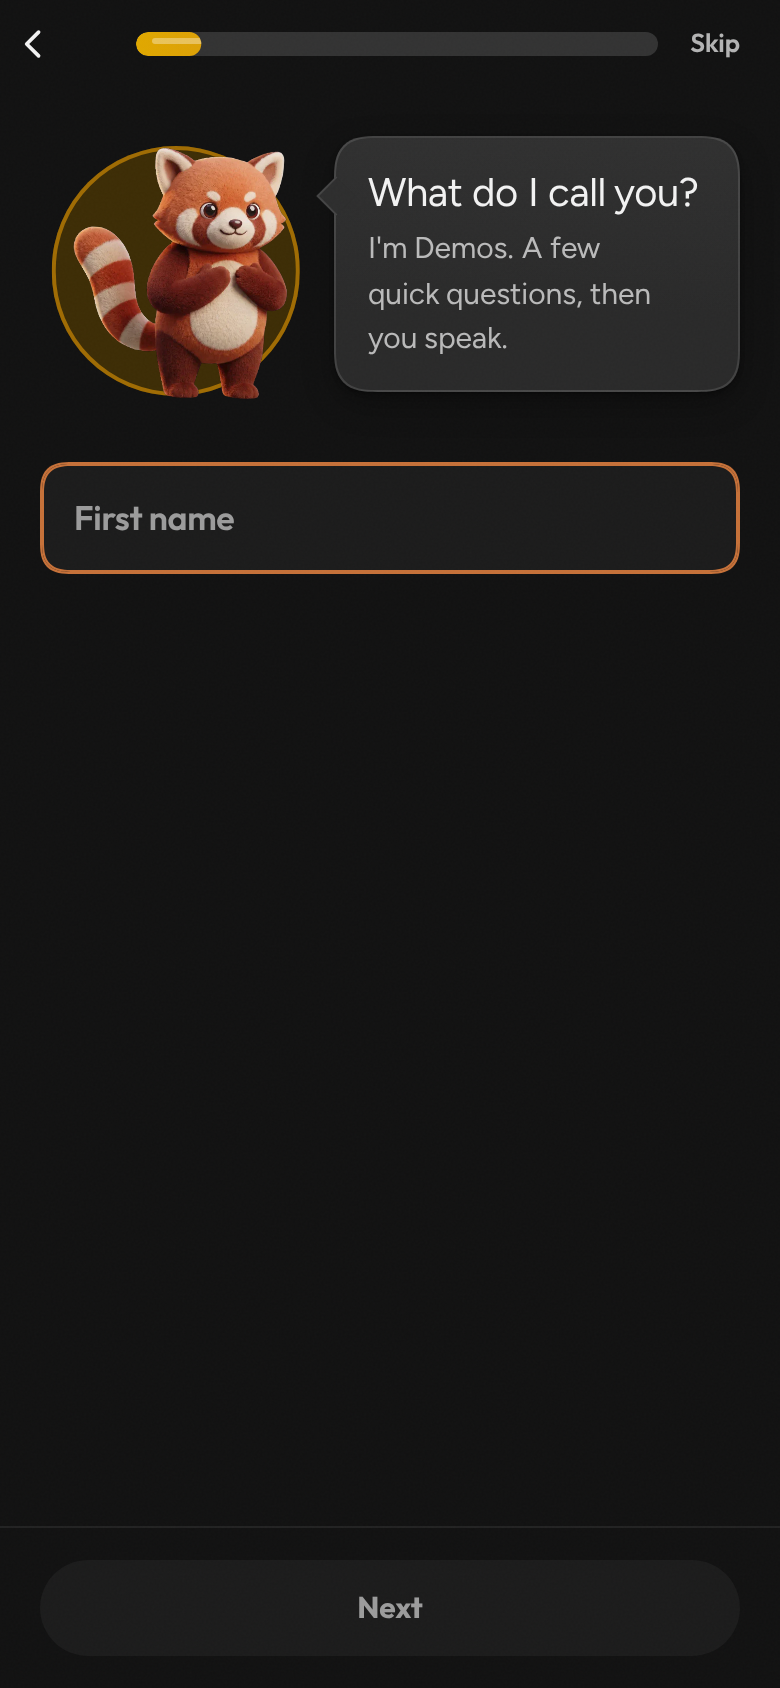 Skip
What do I call you?
I'm Demos. A few
quick questions, then
you speak.
First name
Next